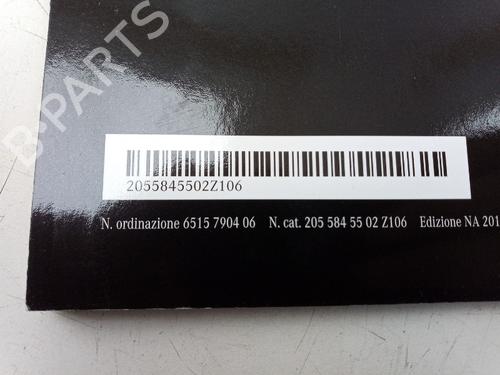 B-PARTS
2055845502Z106
N. ordinazione 6515 7904 06 N. cat. 205 584 55 02 Z106 Edizione NA 201